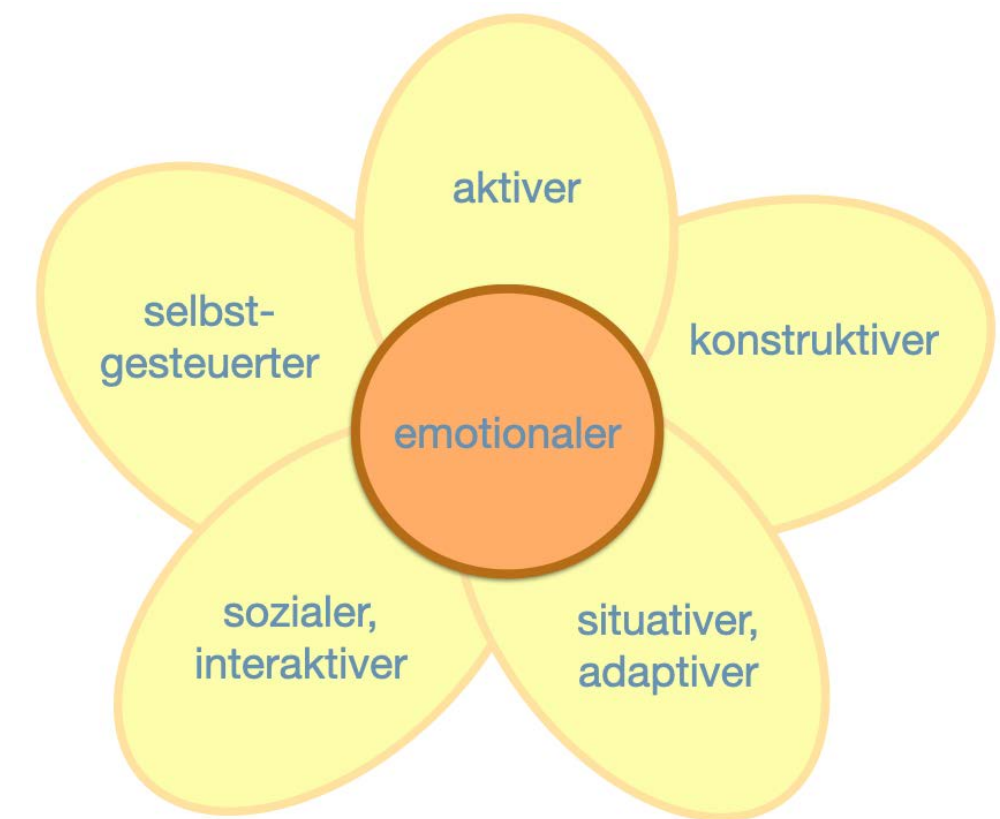 aktiver
selbst-
gesteuerter
konstruktiver
emotionaler
sozialer,
interaktiver
situativer,
adaptiver